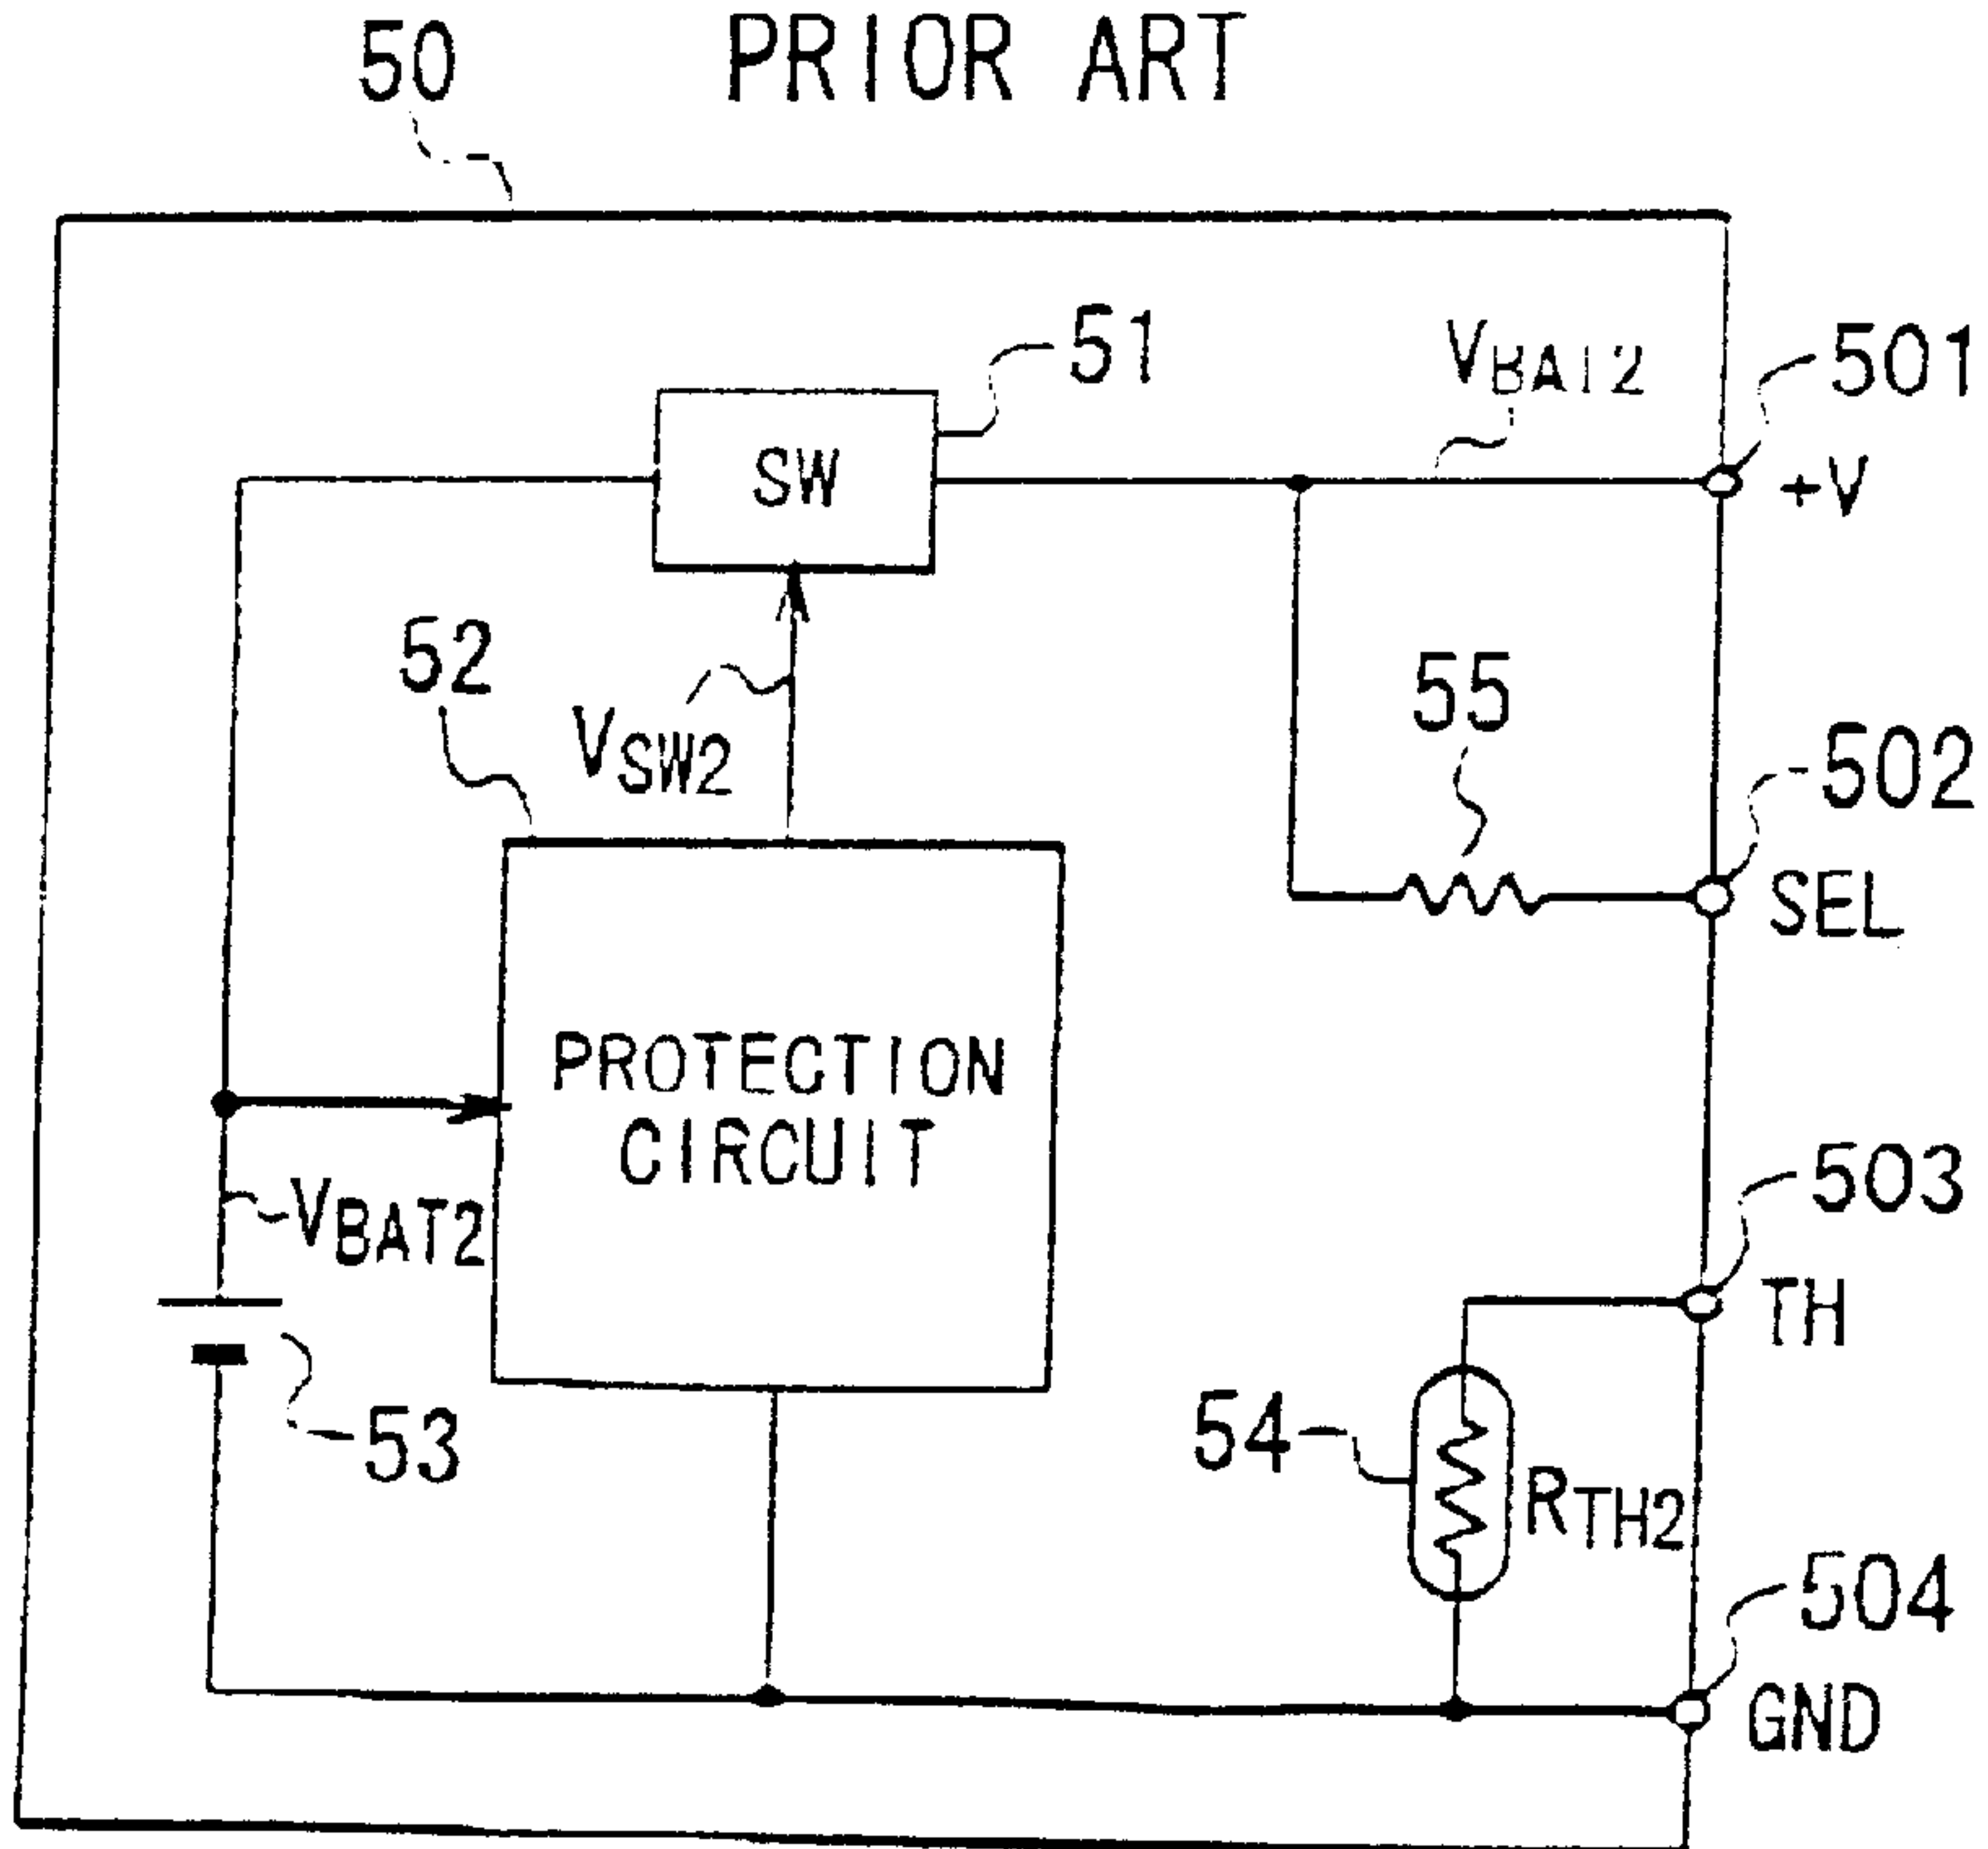 50
PRIOR ART
51
VBAT2
501
SW
+V
52
VSW2
55
502
SEL
PROTECTION
CIRCUIT
503
VBAT2
TH
53
54
RTH2
504
GND